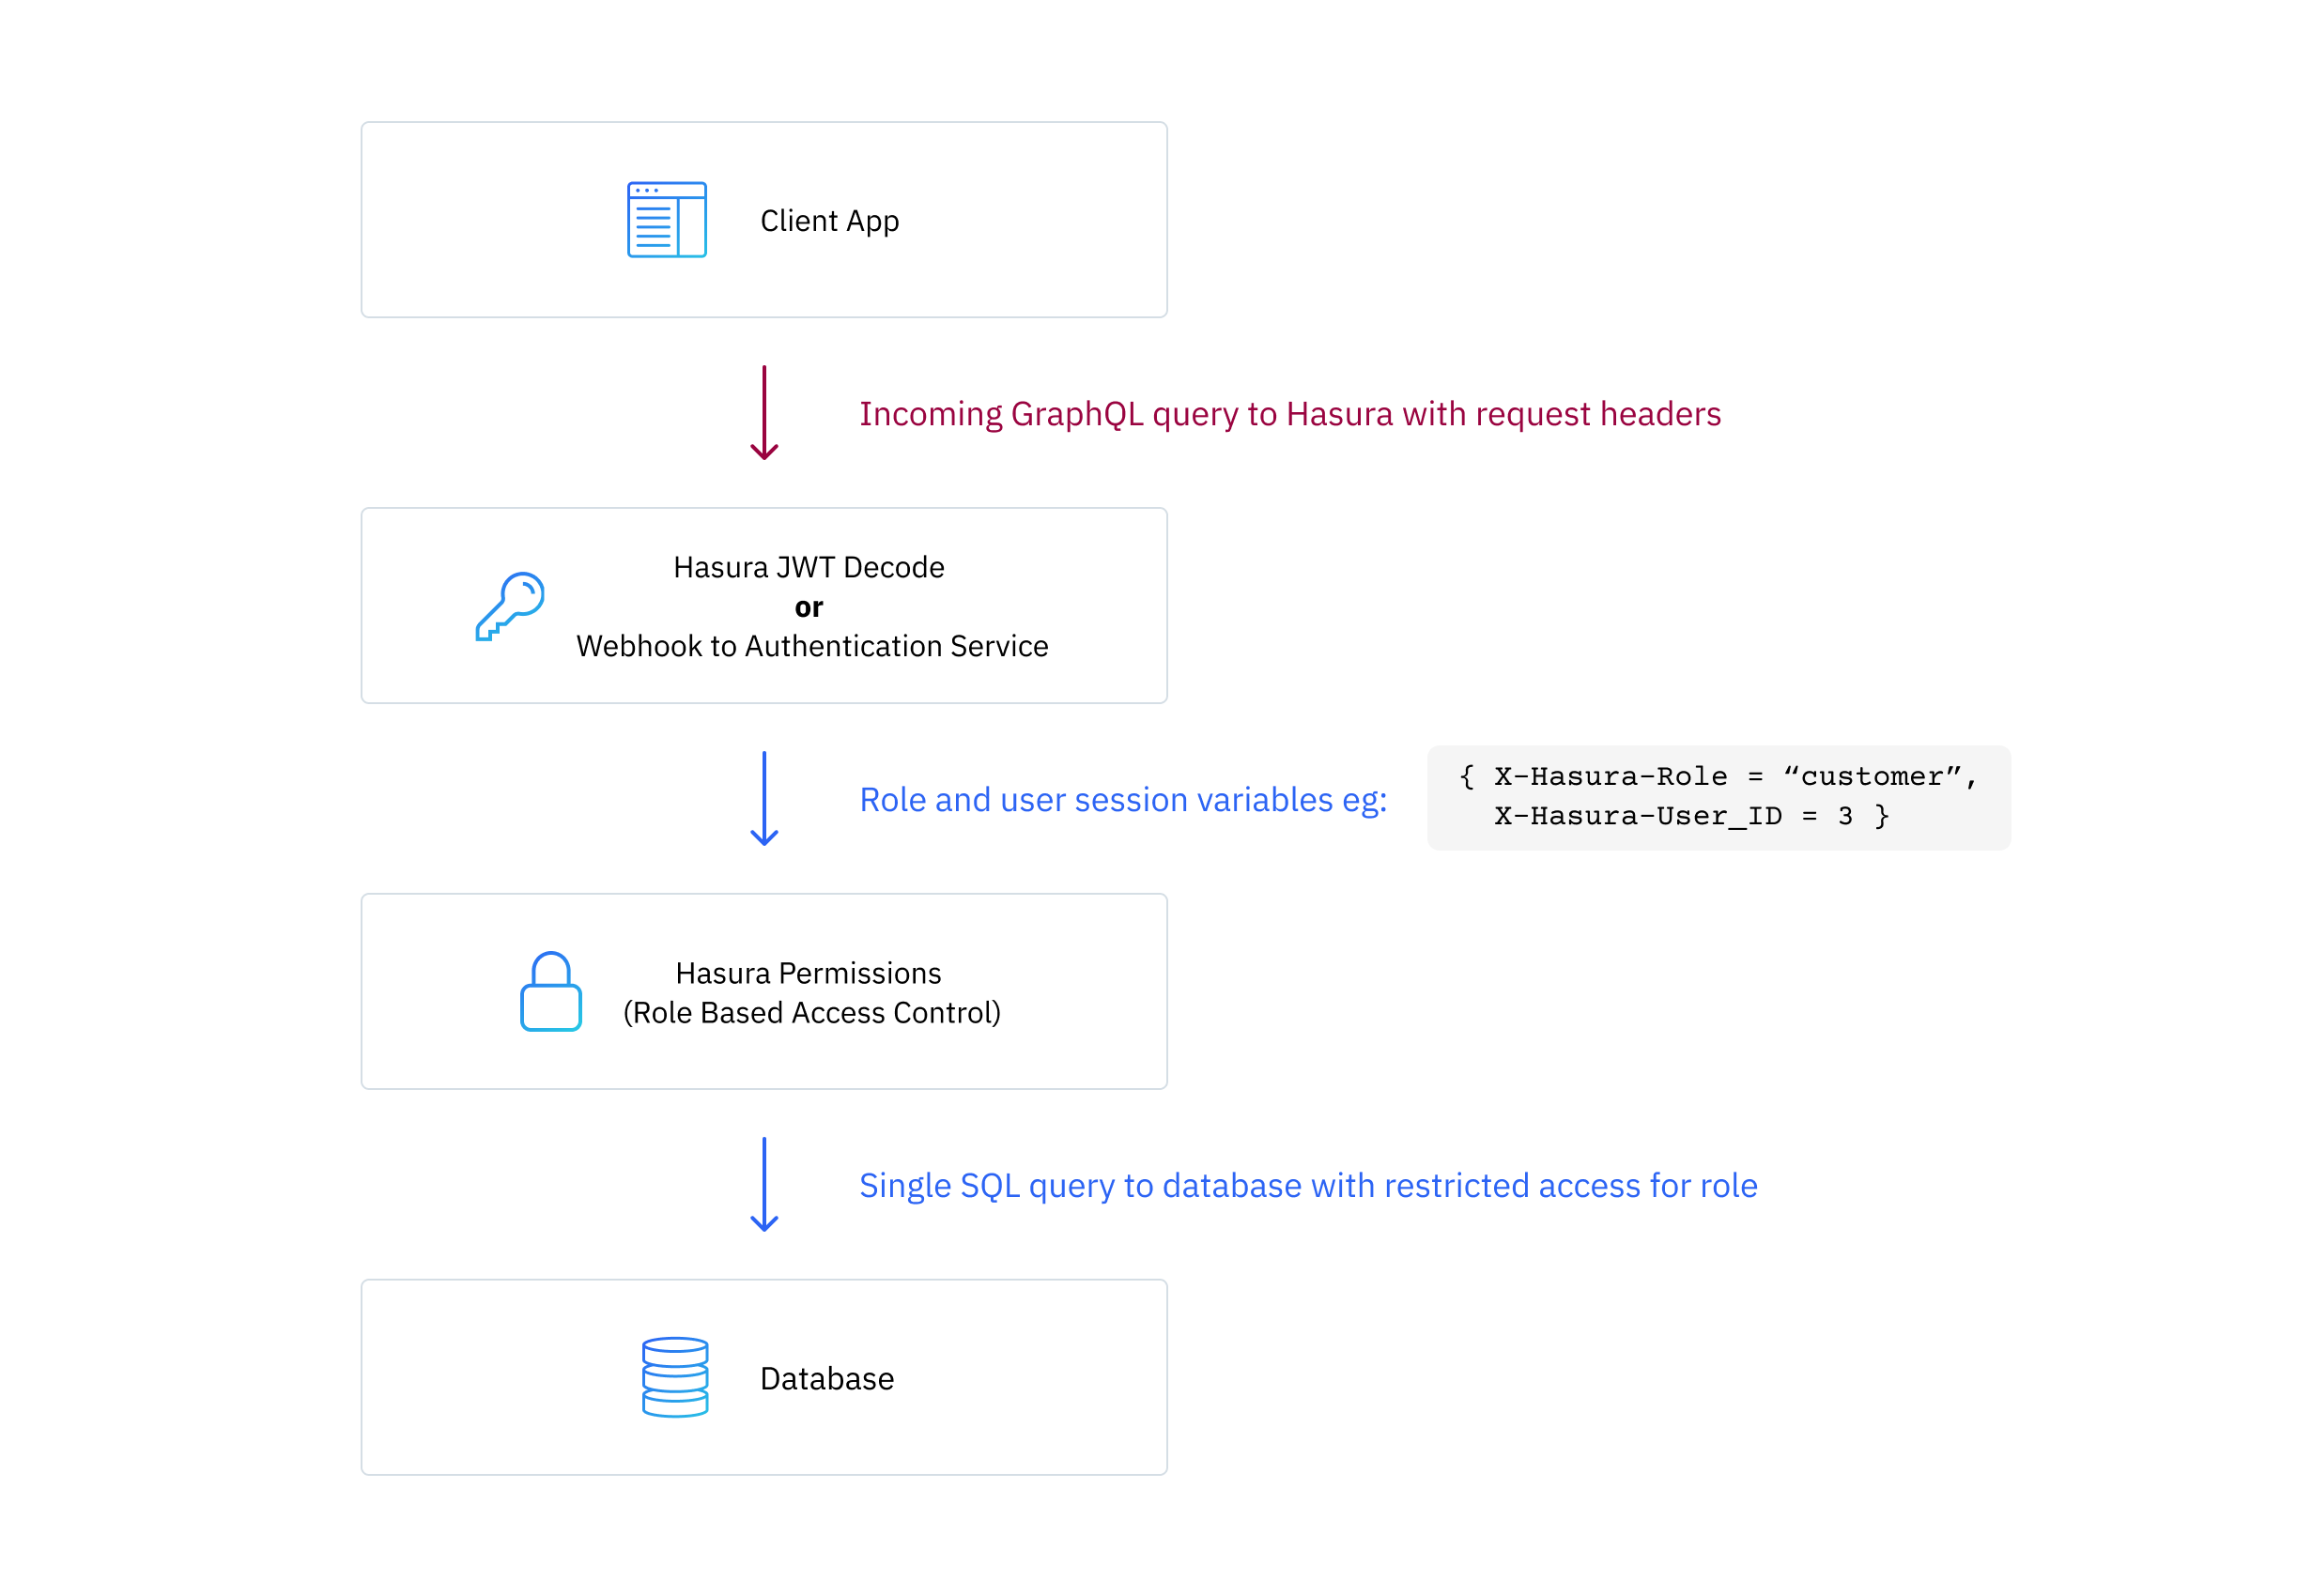 Client App
Incoming GraphQL query to Hasura with request headers
Hasura JWT Decode
or
Webhook to Authentication Service
Role and user session variables eg:
{ X-Hasura-Role = “customer”,
X-Hasura-User_ID = 3 }
Hasura Permissions
(Role Based Access Control)
Single SQL query to database with restricted access for role
Database